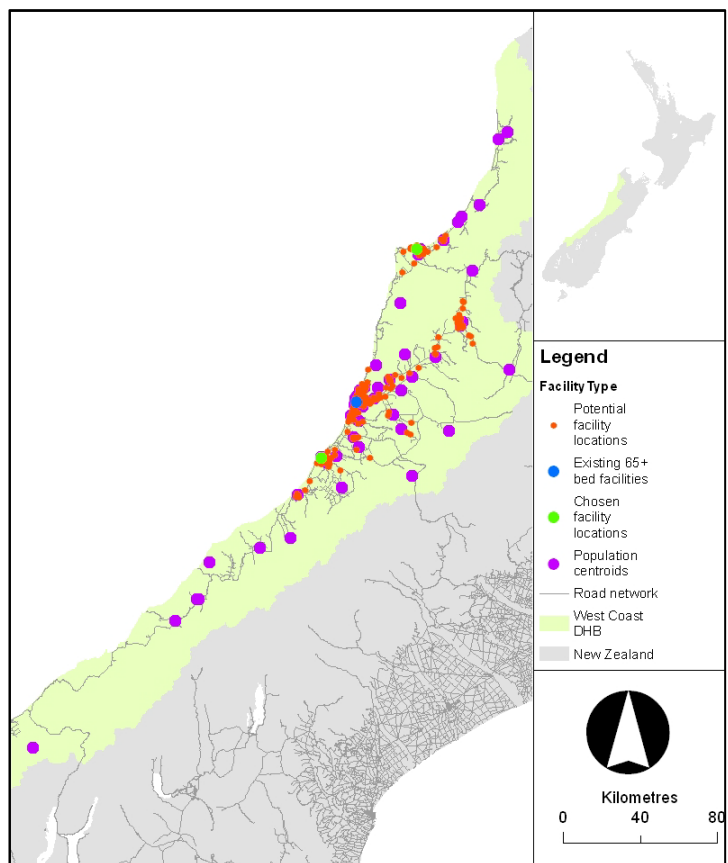 Legend
Facility Type
Potential
facility
locations
Existing 65+
bed facilities
Chosen
facility
locations
Population
centroids
Road network
West Coast
DHB
New Zealand
Kilometres
0 40 80